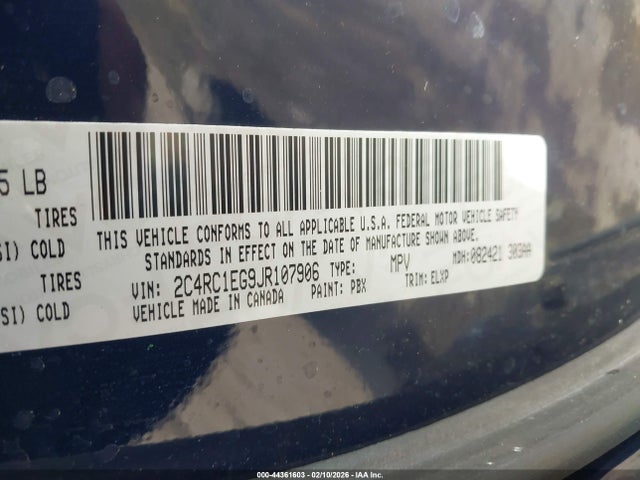 5 LB
TIRES
SI) COLD
TIRES
SI) COLD
THIS VEHICLE CONFORMS TO ALL APPLICABLE U.S.A. FEDERAL MOTOR VEHICLE SAFETY
STANDARDS IN EFFECT ON THE DATE OF MANUFACTURE SHOWN ABOVE.
VIN: 2C4RC1EG9JR107906 TYPE: MPV MDH:082421 303AA
VEHICLE MADE IN CANADA PAINT: PBX TRIM: ELXP
000-44361603 - 02/10/2026 - IAA Inc.